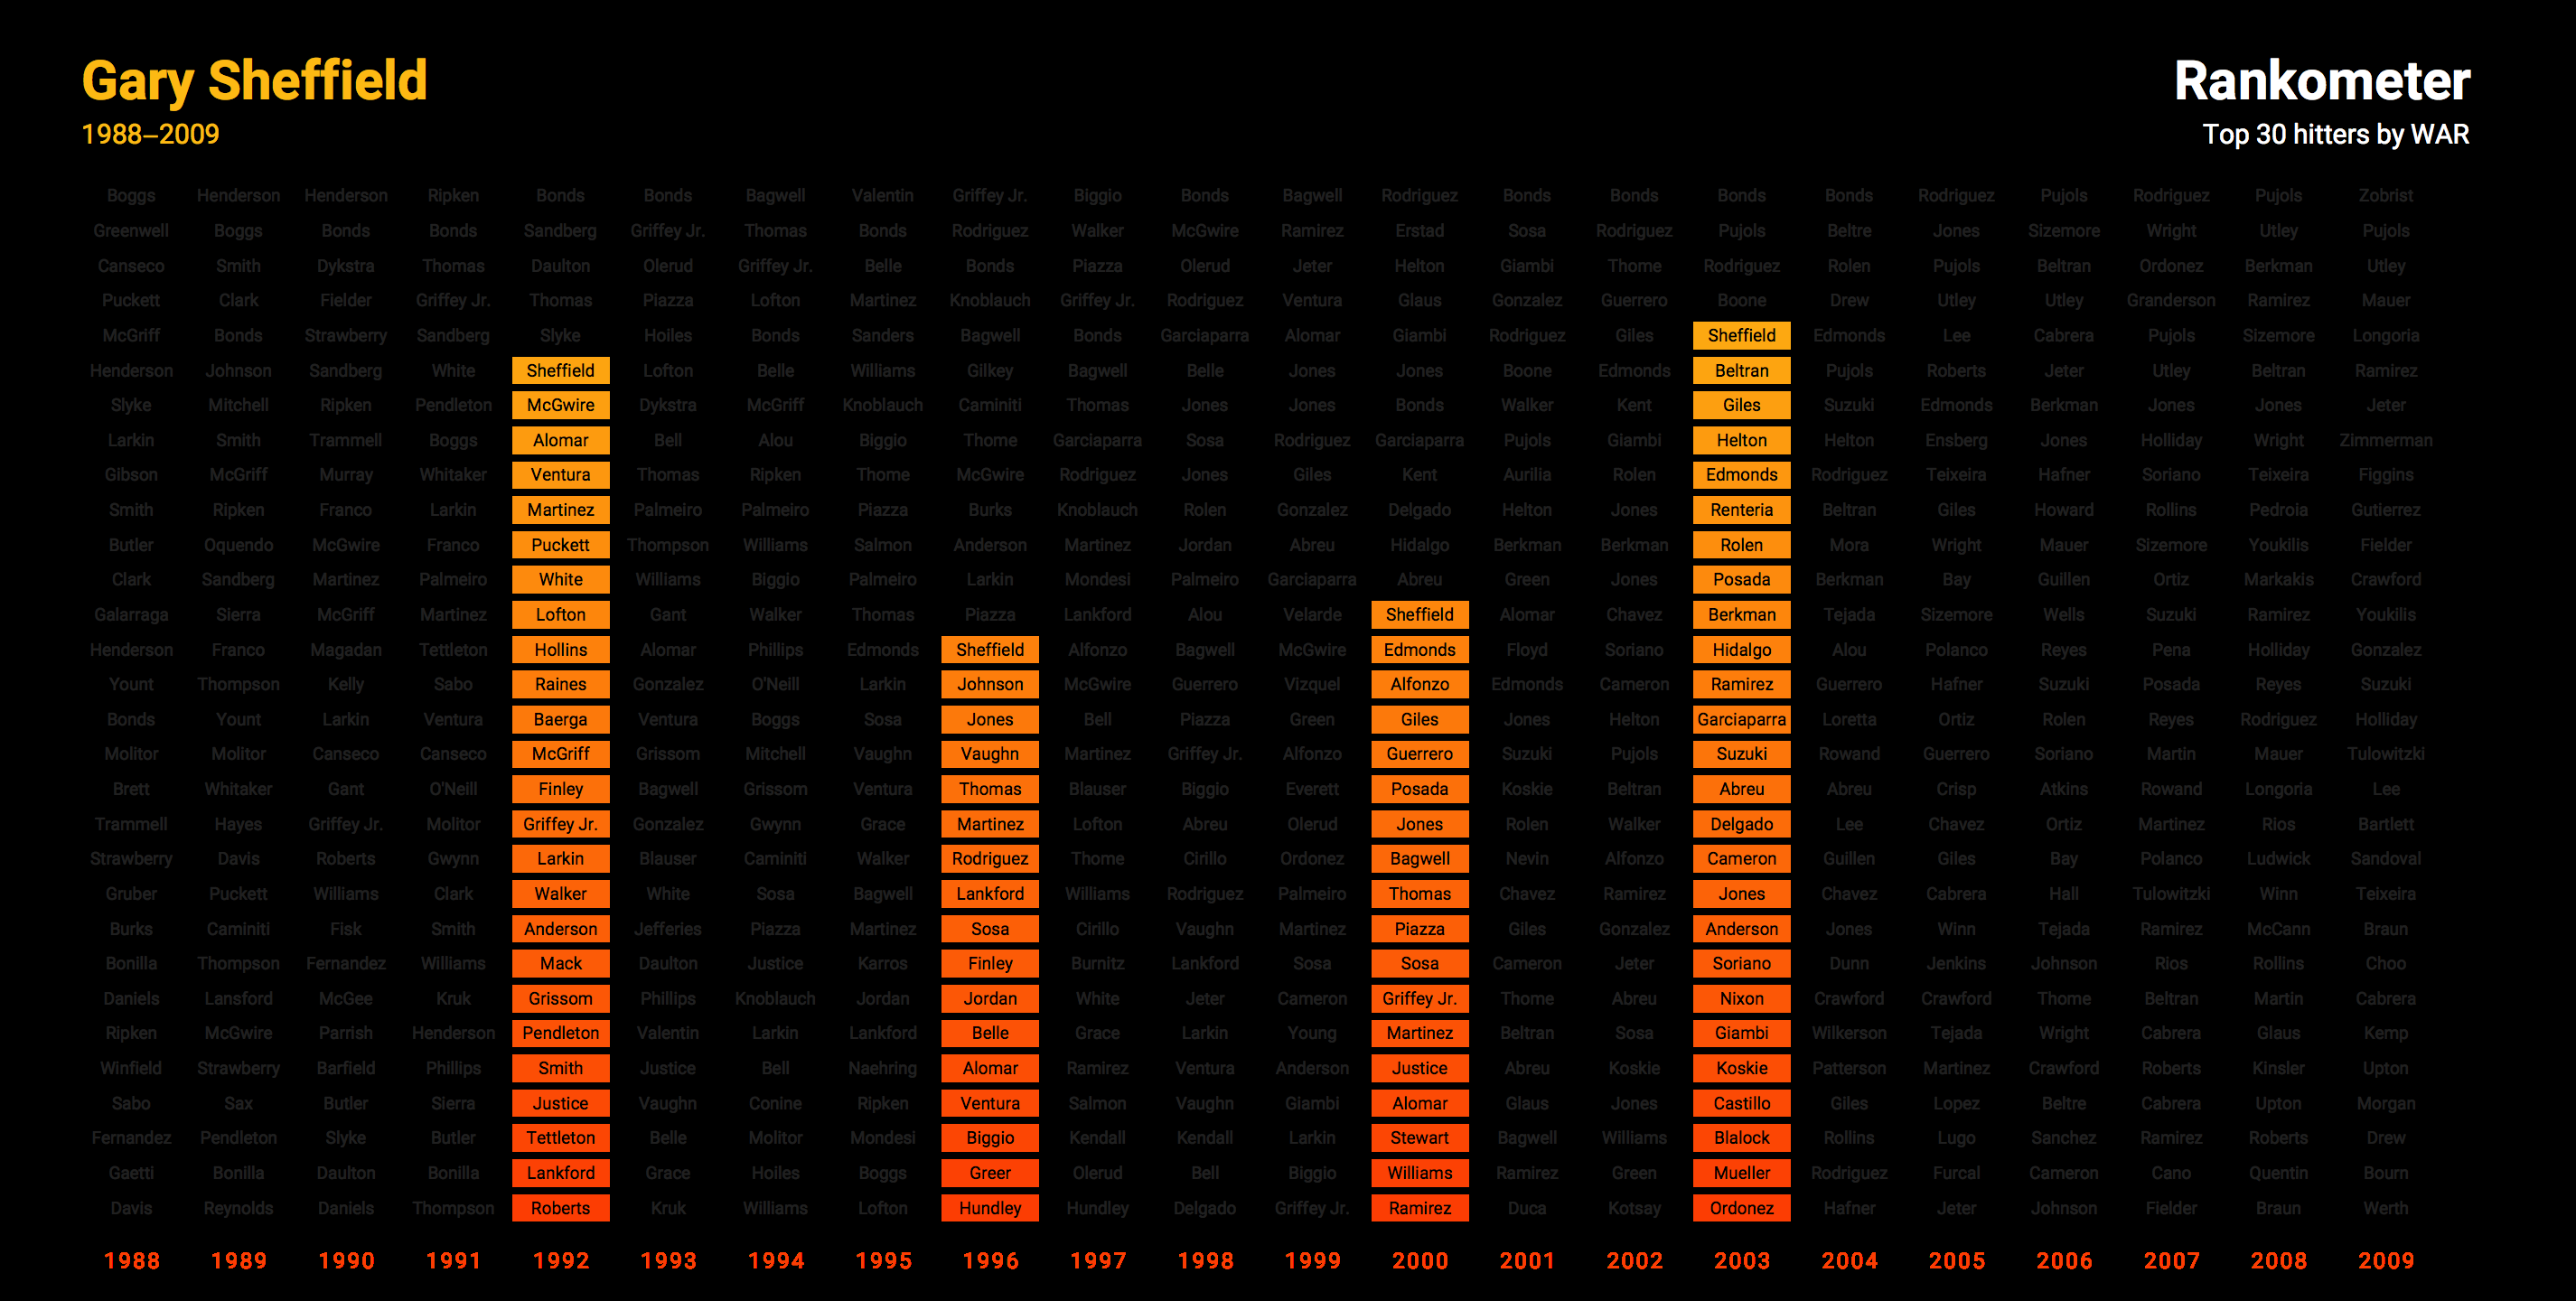 Gary Sheffield
Rankometer
1988–2009
Top 30 hitters by WAR
Boggs Henderson Henderson Ripken Bonds Bonds Bagwell Valentin Griffey Jr. Biggio Bonds Bagwell Rodriguez Bonds Bonds Bonds Bonds Rodriguez Pujols Rodriguez Pujols Zobrist
Greenwell Boggs Bonds Bonds Sandberg Griffey Jr. Thomas Bonds Rodriguez Walker McGwire Ramirez Erstad Sosa Rodriguez Pujols Beltre Jones Sizemore Wright Utley Pujols
Canseco Smith Dykstra Thomas Daulton Olerud Griffey Jr. Belle Bonds Piazza Olerud Jeter Helton Giambi Thome Rodriguez Rolen Pujols Beltran Ordonez Berkman Utley
Puckett Clark Fielder Griffey Jr. Thomas Piazza Lofton Martinez Knoblauch Griffey Jr. Rodriguez Ventura Glaus Gonzalez Guerrero Boone Drew Utley Utley Granderson Ramirez Mauer
McGriff Bonds Strawberry Sandberg Slyke Hoiles Bonds Sanders Bagwell Bonds Garciaparra Alomar Giambi Rodriguez Giles Sheffield Edmonds Lee Cabrera Pujols Sizemore Longoria
Henderson Johnson Sandberg White Sheffield Lofton Belle Williams Gilkey Bagwell Belle Jones Jones Boone Edmonds Beltran Pujols Roberts Jeter Utley Beltran Ramirez
Slyke Mitchell Ripken Pendleton McGwire Dykstra McGriff Knoblauch Caminiti Thomas Jones Jones Bonds Walker Kent Giles Suzuki Edmonds Berkman Jones Jones Jeter
Larkin Smith Trammell Boggs Alomar Bell Alou Biggio Thome Garciaparra Sosa Rodriguez Garciaparra Pujols Giambi Helton Helton Ensberg Jones Holliday Wright Zimmerman
Gibson McGriff Murray Whitaker Ventura Thomas Ripken Thome McGwire Rodriguez Jones Giles Kent Aurilia Rolen Edmonds Rodriguez Teixeira Hafner Soriano Teixeira Figgins
Smith Ripken Franco Larkin Martinez Palmeiro Palmeiro Piazza Burks Knoblauch Rolen Gonzalez Delgado Helton Jones Renteria Beltran Giles Howard Rollins Pedroia Gutierrez
Butler Oquendo McGwire Franco Puckett Thompson Williams Salmon Anderson Martinez Jordan Abreu Hidalgo Berkman Berkman Rolen Mora Wright Mauer Sizemore Youkilis Fielder
Clark Sandberg Martinez Palmeiro White Williams Biggio Palmeiro Larkin Mondesi Palmeiro Garciaparra Abreu Green Jones Posada Berkman Bay Guillen Ortiz Markakis Crawford
Galarraga Sierra McGriff Martinez Lofton Gant Walker Thomas Piazza Lankford Alou Velarde Sheffield Alomar Chavez Berkman Tejada Sizemore Wells Suzuki Ramirez Youkilis
Henderson Franco Magadan Tettleton Hollins Alomar Phillips Edmonds Sheffield Alfonzo Bagwell McGwire Edmonds Floyd Soriano Hidalgo Alou Polanco Reyes Pena Holliday Gonzalez
Yount Thompson Kelly Sabo Raines Gonzalez O'Neill Larkin Johnson McGwire Guerrero Vizquel Alfonzo Edmonds Cameron Ramirez Guerrero Hafner Suzuki Posada Reyes Suzuki
Bonds Yount Larkin Ventura Baerga Ventura Boggs Sosa Jones Bell Piazza Green Giles Jones Helton Garciaparra Loretta Ortiz Rolen Reyes Rodriguez Holliday
Molitor Molitor Canseco Canseco McGriff Grissom Mitchell Vaughn Vaughn Martinez Griffey Jr. Alfonzo Guerrero Suzuki Pujols Suzuki Rowand Guerrero Soriano Martin Mauer Tulowitzki
Brett Whitaker Gant O'Neill Finley Bagwell Grissom Ventura Thomas Blauser Biggio Everett Posada Koskie Beltran Abreu Abreu Crisp Atkins Rowand Longoria Lee
Trammell Hayes Griffey Jr. Molitor Griffey Jr. Gonzalez Gwynn Grace Martinez Lofton Abreu Olerud Jones Rolen Walker Delgado Lee Chavez Ortiz Martinez Rios Bartlett
Strawberry Davis Roberts Gwynn Larkin Blauser Caminiti Walker Rodriguez Thome Cirillo Ordonez Bagwell Nevin Alfonzo Cameron Guillen Giles Bay Polanco Ludwick Sandoval
Gruber Puckett Williams Clark Walker White Sosa Bagwell Lankford Williams Rodriguez Palmeiro Thomas Chavez Ramirez Jones Chavez Cabrera Hall Tulowitzki Winn Teixeira
Burks Caminiti Fisk Smith Anderson Jefferies Piazza Martinez Sosa Cirillo Vaughn Martinez Piazza Giles Gonzalez Anderson Jones Winn Tejada Ramirez McCann Braun
Bonilla Thompson Fernandez Williams Mack Daulton Justice Karros Finley Burnitz Lankford Sosa Sosa Cameron Jeter Soriano Dunn Jenkins Johnson Rios Rollins Choo
Daniels Lansford McGee Kruk Grissom Phillips Knoblauch Jordan Jordan White Jeter Cameron Griffey Jr. Thome Abreu Nixon Crawford Crawford Thome Beltran Martin Cabrera
Ripken McGwire Parrish Henderson Pendleton Valentin Larkin Lankford Belle Grace Larkin Young Martinez Beltran Sosa Giambi Wilkerson Tejada Wright Cabrera Glaus Kemp
Winfield Strawberry Barfield Phillips Smith Justice Bell Naehring Alomar Ramirez Ventura Anderson Justice Abreu Koskie Koskie Patterson Martinez Crawford Roberts Kinsler Upton
Sabo Sax Butler Sierra Justice Vaughn Conine Ripken Ventura Salmon Vaughn Giambi Alomar Glaus Jones Castillo Giles Lopez Beltre Cabrera Upton Morgan
Fernandez Pendleton Slyke Butler Tettleton Belle Molitor Mondesi Biggio Kendall Kendall Larkin Stewart Bagwell Williams Blalock Rollins Lugo Sanchez Ramirez Roberts Drew
Gaetti Bonilla Daulton Bonilla Lankford Grace Hoiles Boggs Greer Olerud Bell Biggio Williams Ramirez Green Mueller Rodriguez Furcal Cameron Cano Quentin Bourn
Davis Reynolds Daniels Thompson Roberts Kruk Williams Lofton Hundley Hundley Delgado Griffey Jr. Ramirez Duca Kotsay Ordonez Hafner Jeter Johnson Fielder Braun Werth
1988 1989 1990 1991 1992 1993 1994 1995 1996 1997 1998 1999 2000 2001 2002 2003 2004 2005 2006 2007 2008 2009